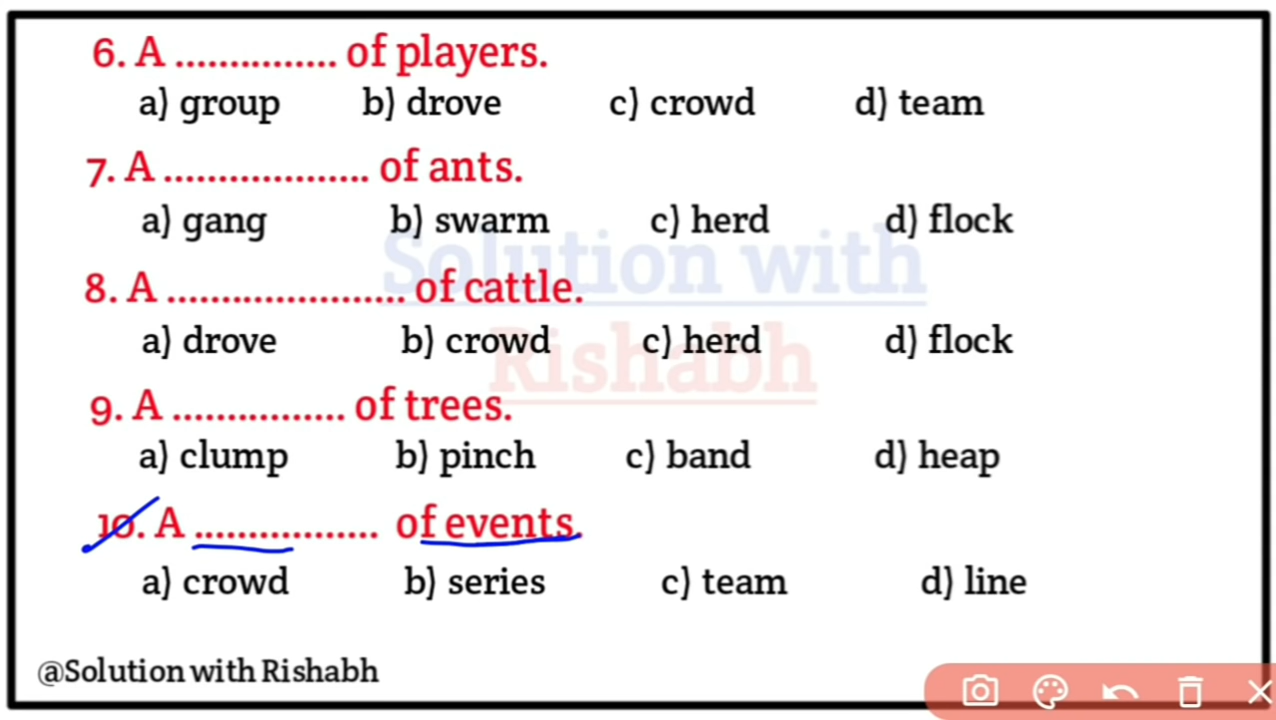 6. A ............... of players.
a) group b) drove c) crowd d) team
7. A ................... of ants.
a) gang b) swarm c) herd d) flock
Solution with
8. A ...................... of cattle.
a) drove b) crowd c) herd d) flock
Rishabh
9. A ................ of trees.
a) clump b) pinch c) band d) heap
10. A ................. of events.
a) crowd b) series c) team d) line
@Solution with Rishabh